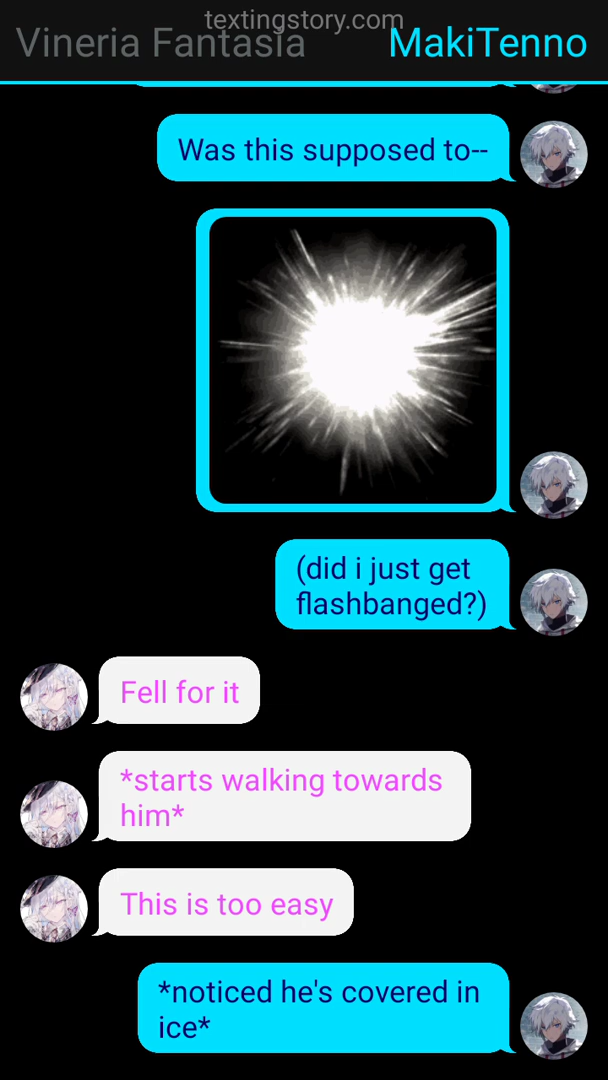 textingstory.com
Vineria Fantasia
MakiTenno
Was this supposed to--
(did i just get
flashbanged?)
Fell for it
*starts walking towards
him*
This is too easy
*noticed he's covered in
ice*